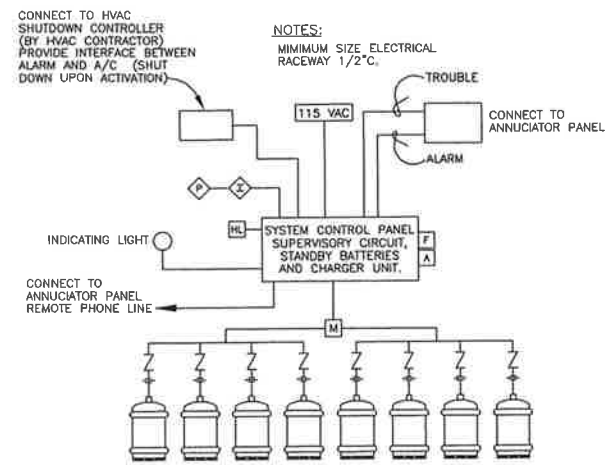 CONNECT TO HVAC
SHUTDOWN CONTROLLER
(BY HVAC CONTRACTOR)
PROVIDE INTERFACE BETWEEN
ALARM AND A/C (SHUT
DOWN UPON ACTIVATION)
NOTES:
MIMIMUM SIZE ELECTRICAL
RACEWAY 1/2"C.
TROUBLE
115 VAC
CONNECT TO
ANNUCIATOR PANEL
ALARM
P
I
HL
SYSTEM CONTROL PANEL
SUPERVISORY CIRCUIT,
STANDBY BATTERIES
AND CHARGER UNIT.
F
A
INDICATING LIGHT
CONNECT TO
ANNUCIATOR PANEL
REMOTE PHONE LINE
M